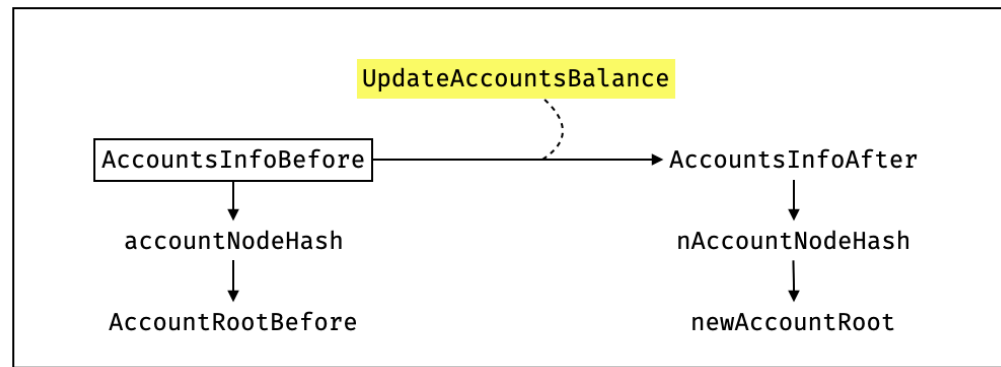 UpdateAccountsBalance
AccountsInfoBefore
AccountsInfoAfter
accountNodeHash
nAccountNodeHash
AccountRootBefore
newAccountRoot